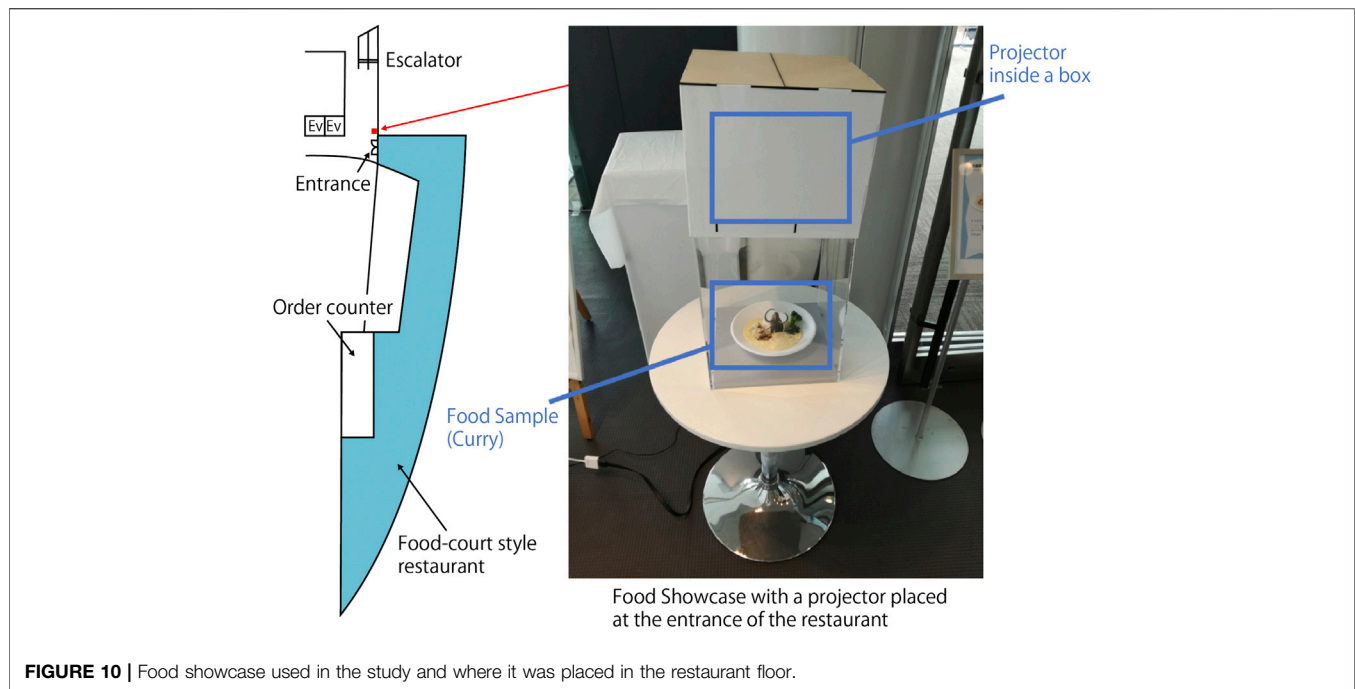 Escalator
Ev Ev
Entrance
Order counter
Food-court style
restaurant
Projector
inside a box
Food Sample
(Curry)
Food Showcase with a projector placed
at the entrance of the restaurant
FIGURE 10 | Food showcase used in the study and where it was placed in the restaurant floor.